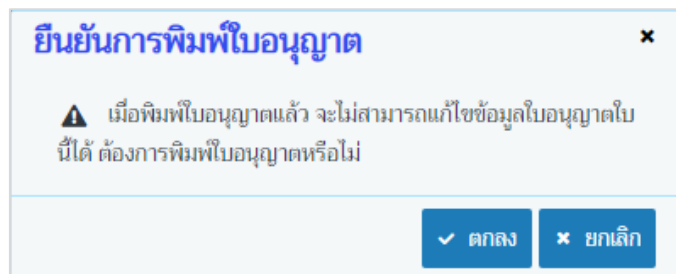 ยืนยันการพิมพ์ใบอนุญาต
เมื่อพิมพ์ใบอนุญาตแล้ว จะไม่สามารถแก้ไขข้อมูลใบอนุญาตใบ
นี้ได้ ต้องการพิมพ์ใบอนุญาตหรือไม่
ตกลง ยกเลิก